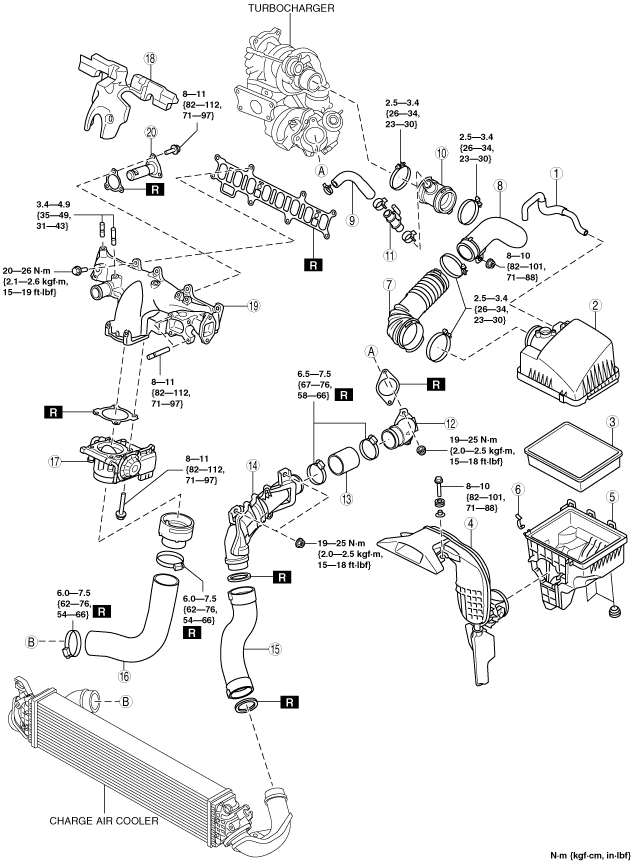 TURBOCHARGER
18
8—11
{82—112,
71—97}
20
R
2.5—3.4
{26—34,
23—30}
2.5—3.4
{26—34,
23—30}
10
8
1
A
9
11
3.4—4.9
{35—49,
31—43}
R
20—26 N·m
{2.1—2.6 kgf·m,
15—19 ft·lbf}
8—10
{82—101,
71—88}
7
2.5—3.4
{26—34,
23—30}
2
19
8—11
{82—112,
71—97}
A
R
6.5—7.5
{67—76,
58—66}
R
R
12
19—25 N·m
{2.0—2.5 kgf·m,
15—18 ft·lbf}
3
17
8—11
{82—112,
71—97}
14
13
8—10
{82—101,
71—88}
4
6
5
19—25 N·m
{2.0—2.5 kgf·m,
15—18 ft·lbf}
R
6.0—7.5
{62—76,
54—66}
R
6.0—7.5
{62—76,
54—66}
R
B
16
15
B
R
CHARGE AIR COOLER
N·m {kgf·cm, in·lbf}